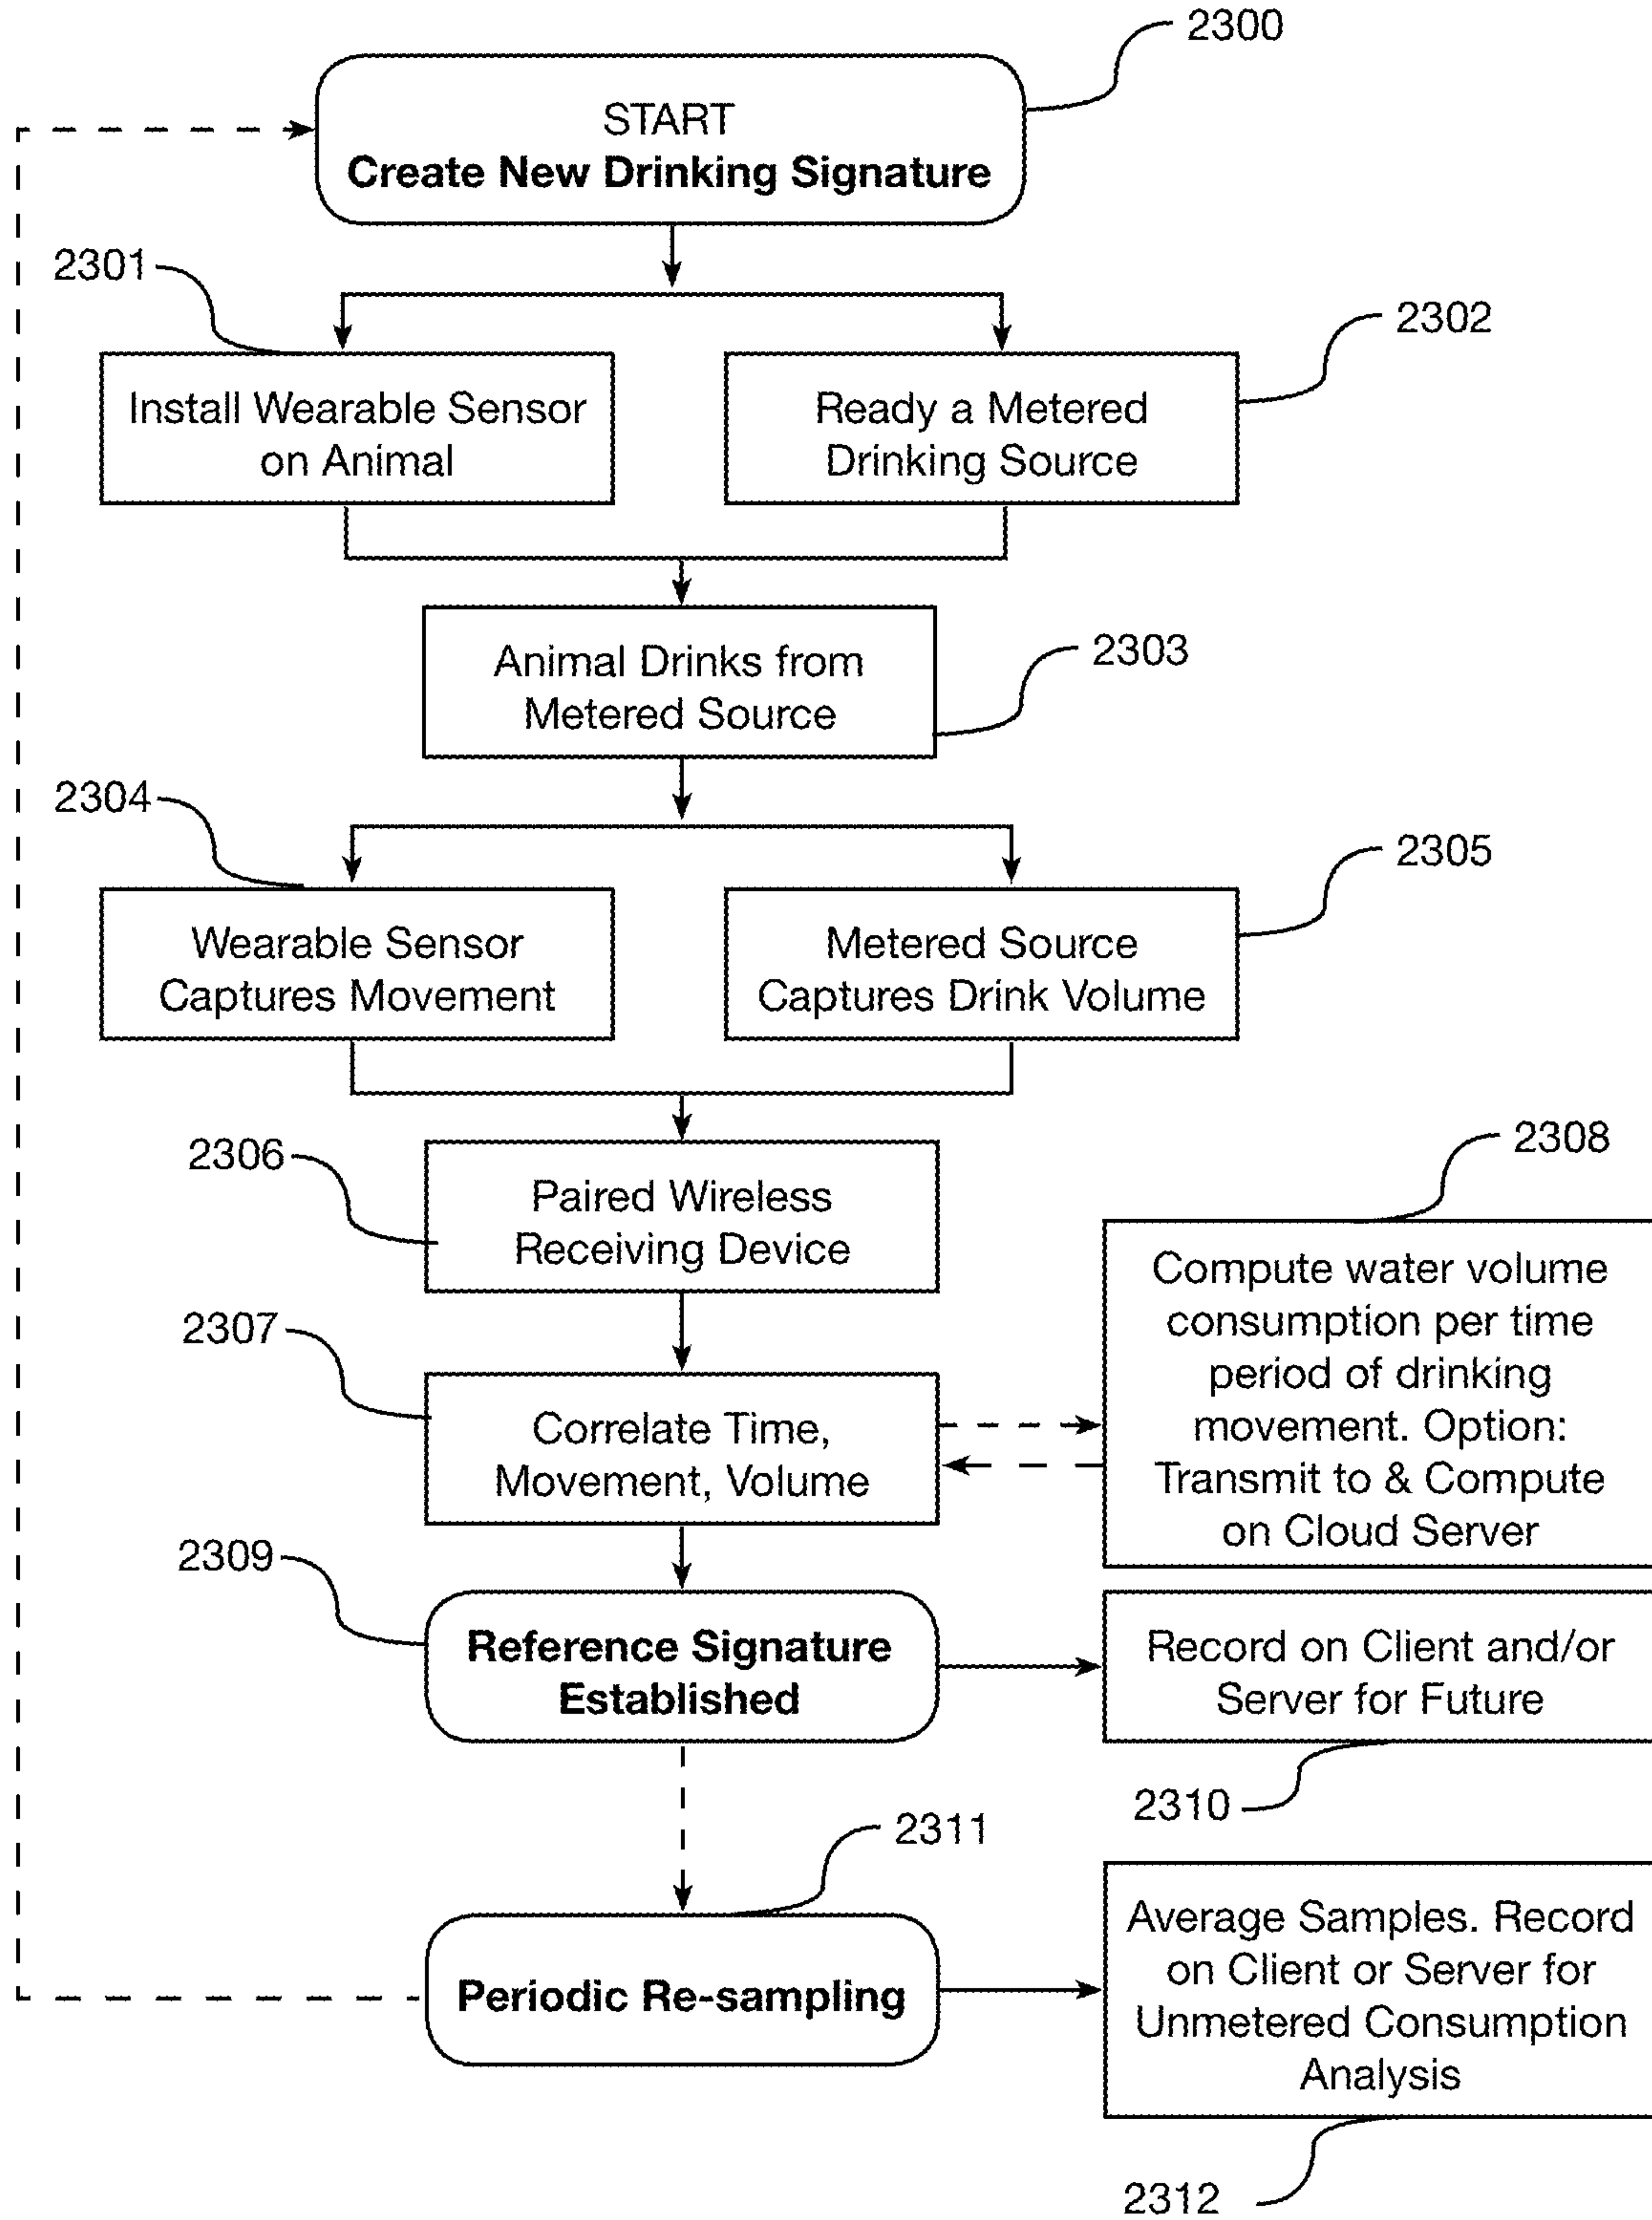 2300
START
Create New Drinking Signature
2301
2302
Install Wearable Sensor
on Animal
Ready a Metered
Drinking Source
2303
Animal Drinks from
Metered Source
2304
2305
Wearable Sensor
Captures Movement
Metered Source
Captures Drink Volume
2306
Paired Wireless
Receiving Device
2308
Compute water volume
consumption per time
period of drinking
movement. Option:
Transmit to & Compute
on Cloud Server
2307
Correlate Time,
Movement, Volume
2309
Reference Signature
Established
Record on Client and/or
Server for Future
2310
2311
Periodic Re-sampling
Average Samples. Record
on Client or Server for
Unmetered Consumption
Analysis
2312